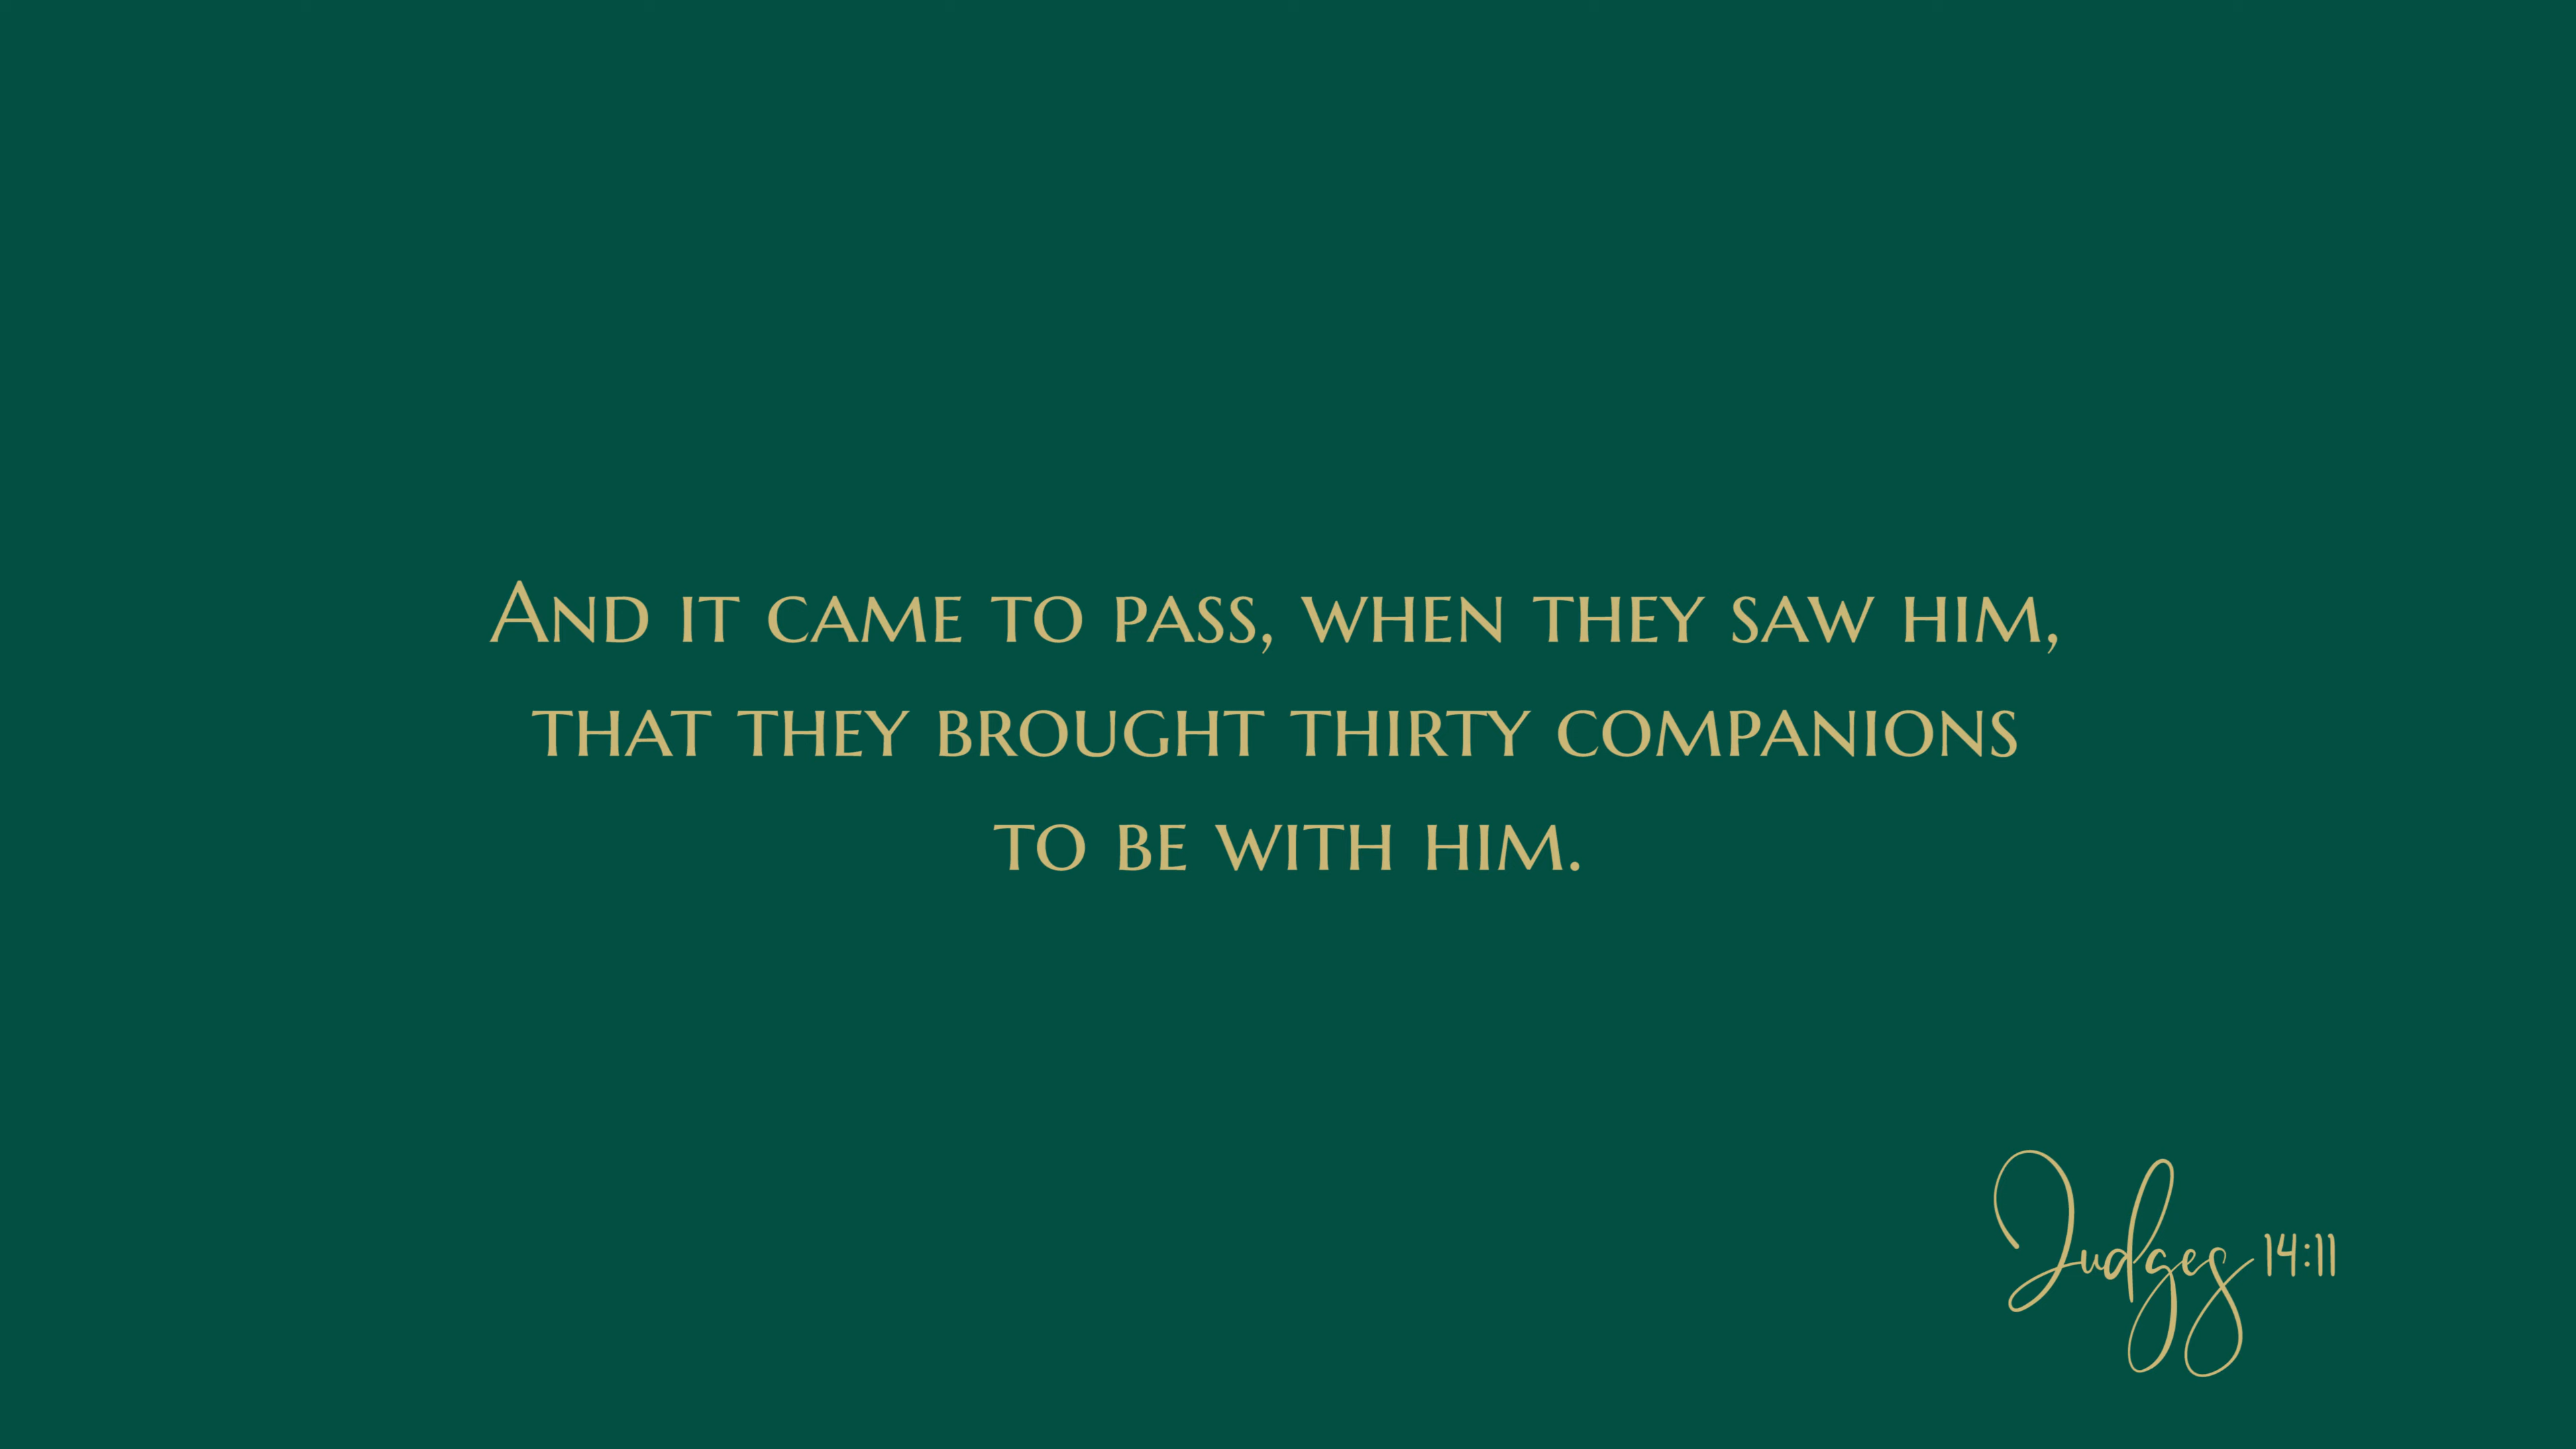 And it came to pass, when they saw him,
that they brought thirty companions
to be with him.
Judges 14:11